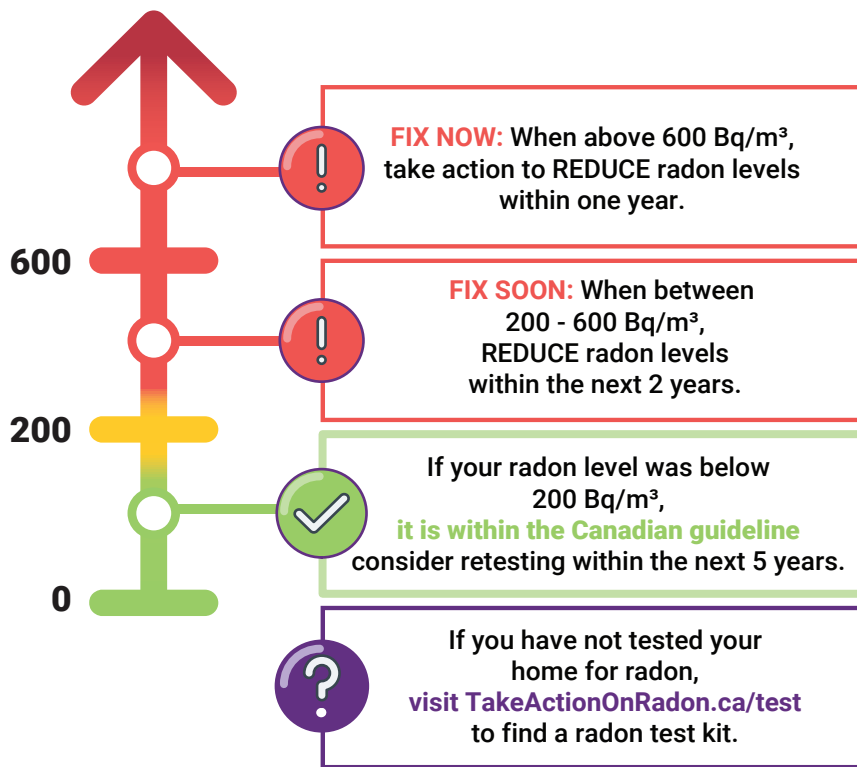 FIX NOW: When above 600 Bq/m³,
take action to REDUCE radon levels
within one year.
600
FIX SOON: When between
200 - 600 Bq/m³,
REDUCE radon levels
within the next 2 years.
200
If your radon level was below
200 Bq/m³,
it is within the Canadian guideline
consider retesting within the next 5 years.
0
If you have not tested your
home for radon,
visit TakeActionOnRadon.ca/test
to find a radon test kit.